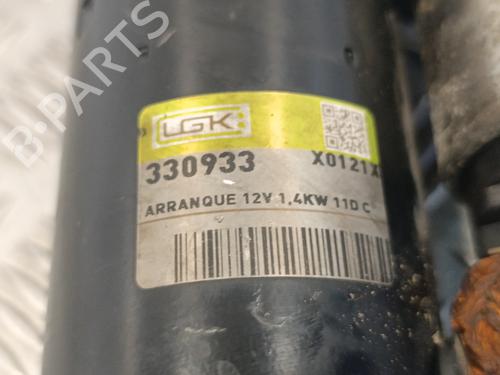 LGK
330933 X0121X
ARRANQUE 12V 1,4KW 11D C
B-PARTS